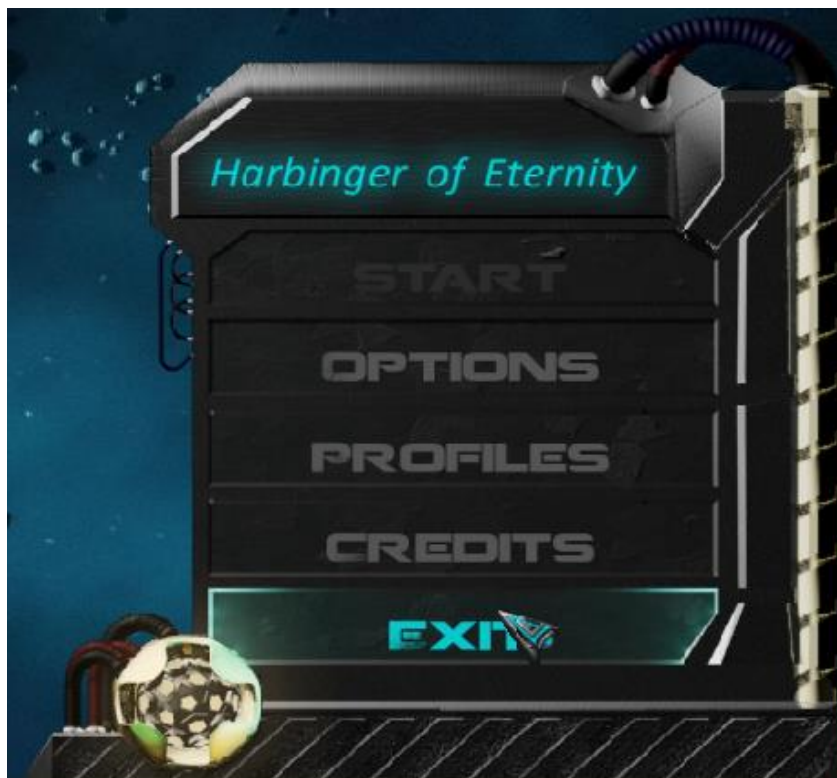 Harbinger of Eternity
START
OPTIONS
PROFILES
CREDITS
EXIT